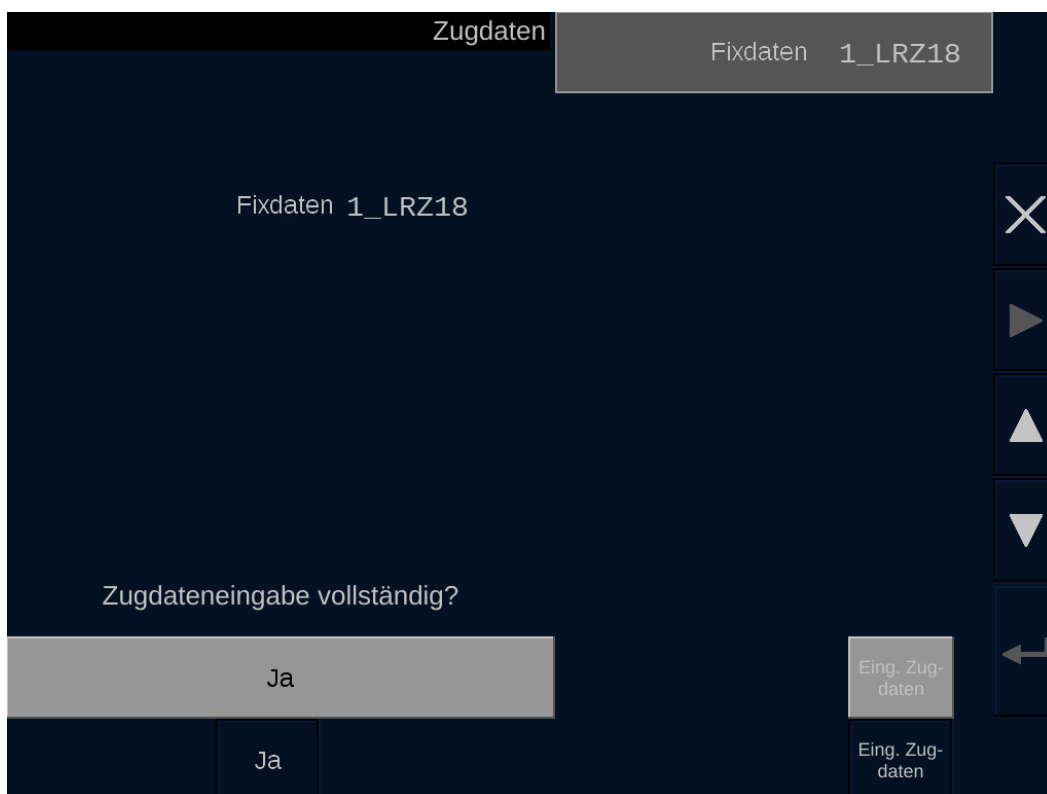 Zugdaten
Fixdaten 1_LRZ18
Fixdaten 1_LRZ18
Zugdateneingabe vollständig?
Ja
Eing. Zug-
daten
Ja
Eing. Zug-
daten